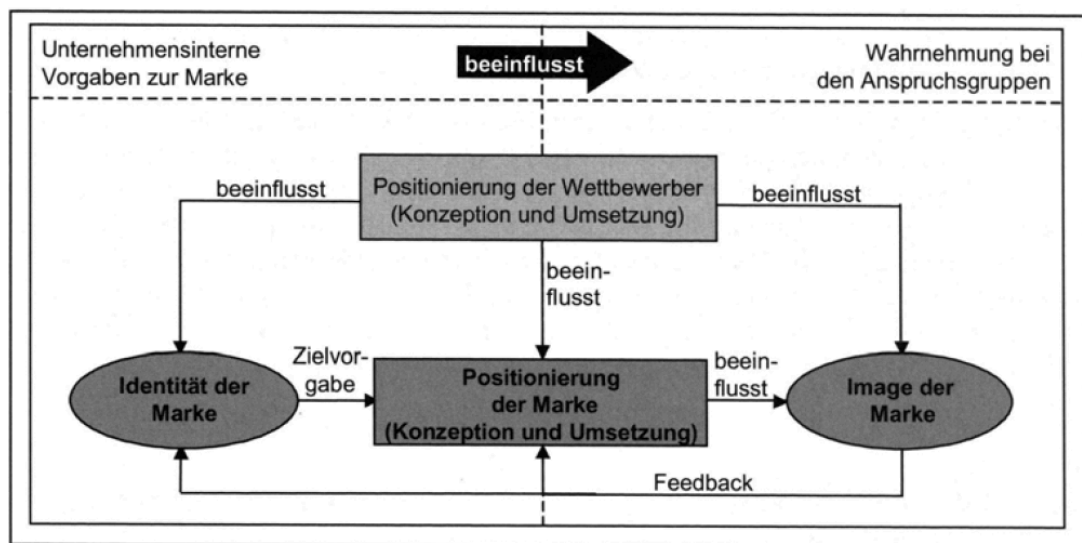 Unternehmensinterne
Vorgaben zur Marke
beeinflusst
Wahrnehmung bei
den Anspruchsgruppen
beeinflusst
Positionierung der Wettbewerber
(Konzeption und Umsetzung)
beeinflusst
beein-
flusst
Identität der
Marke
Zielvor-
gabe
Positionierung
der Marke
(Konzeption und Umsetzung)
beein-
flusst
Image der
Marke
Feedback